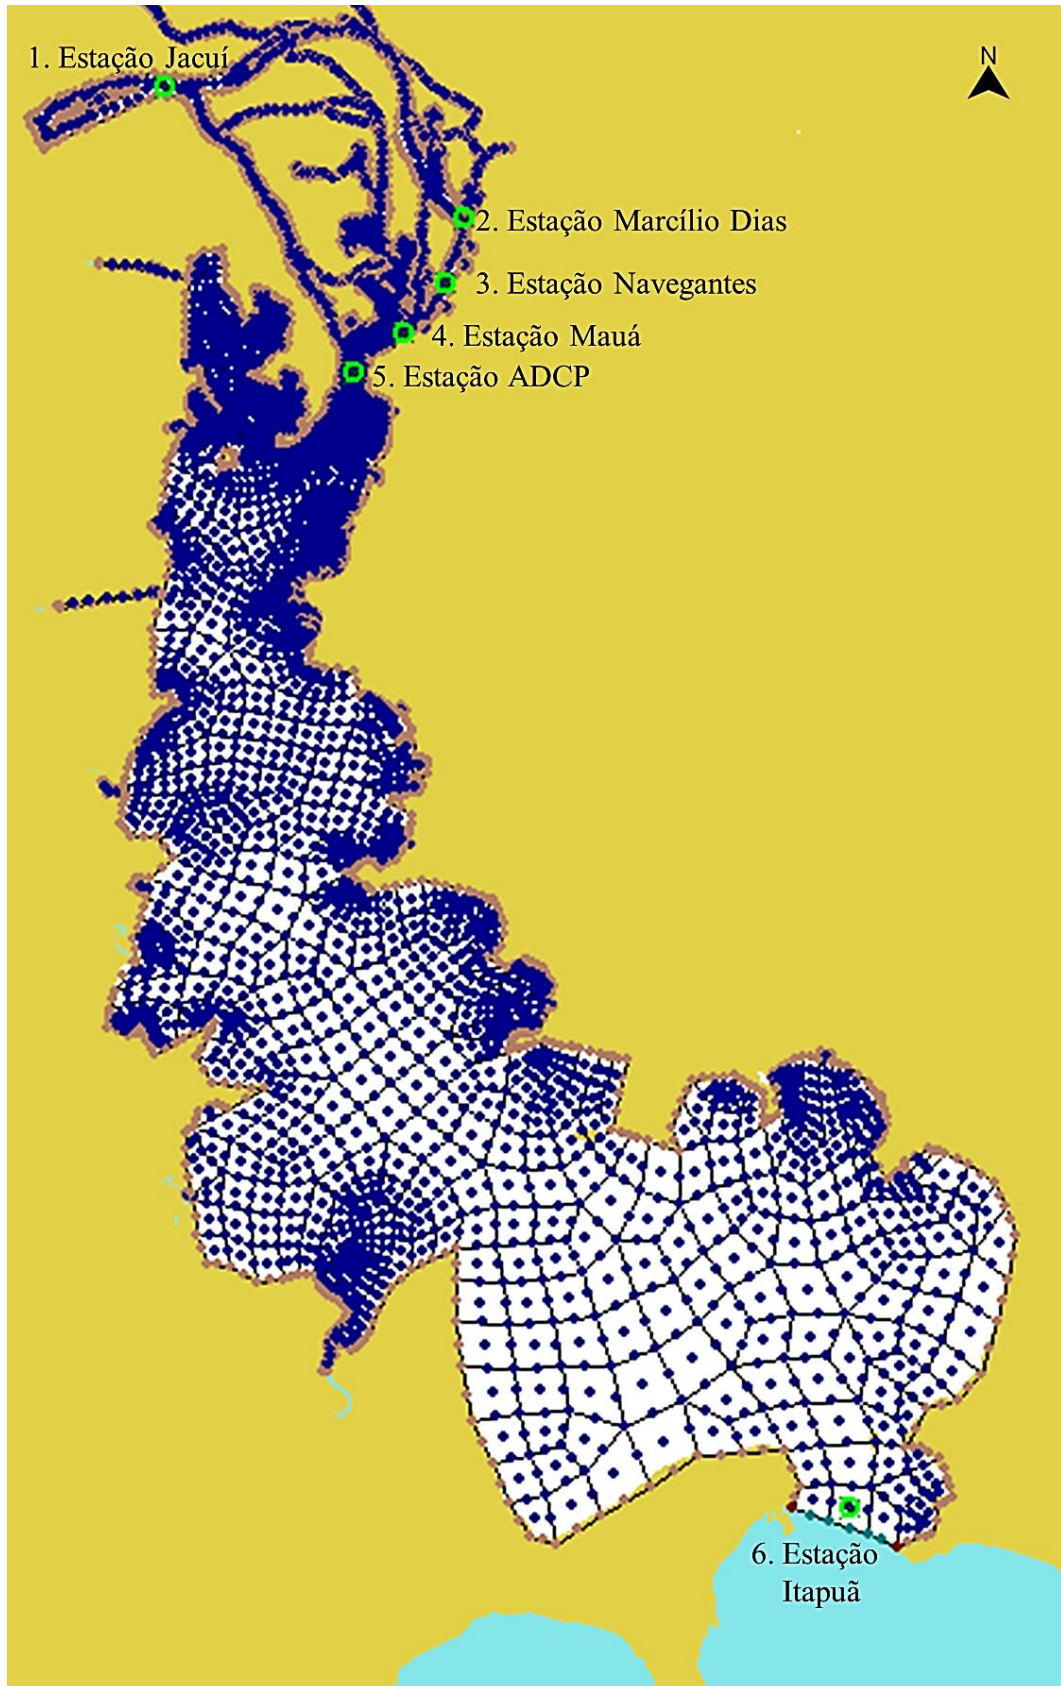 1. Estação Jacuí
N
2. Estação Marcílio Dias
3. Estação Navegantes
4. Estação Mauá
5. Estação ADCP
6. Estação
Itapuã